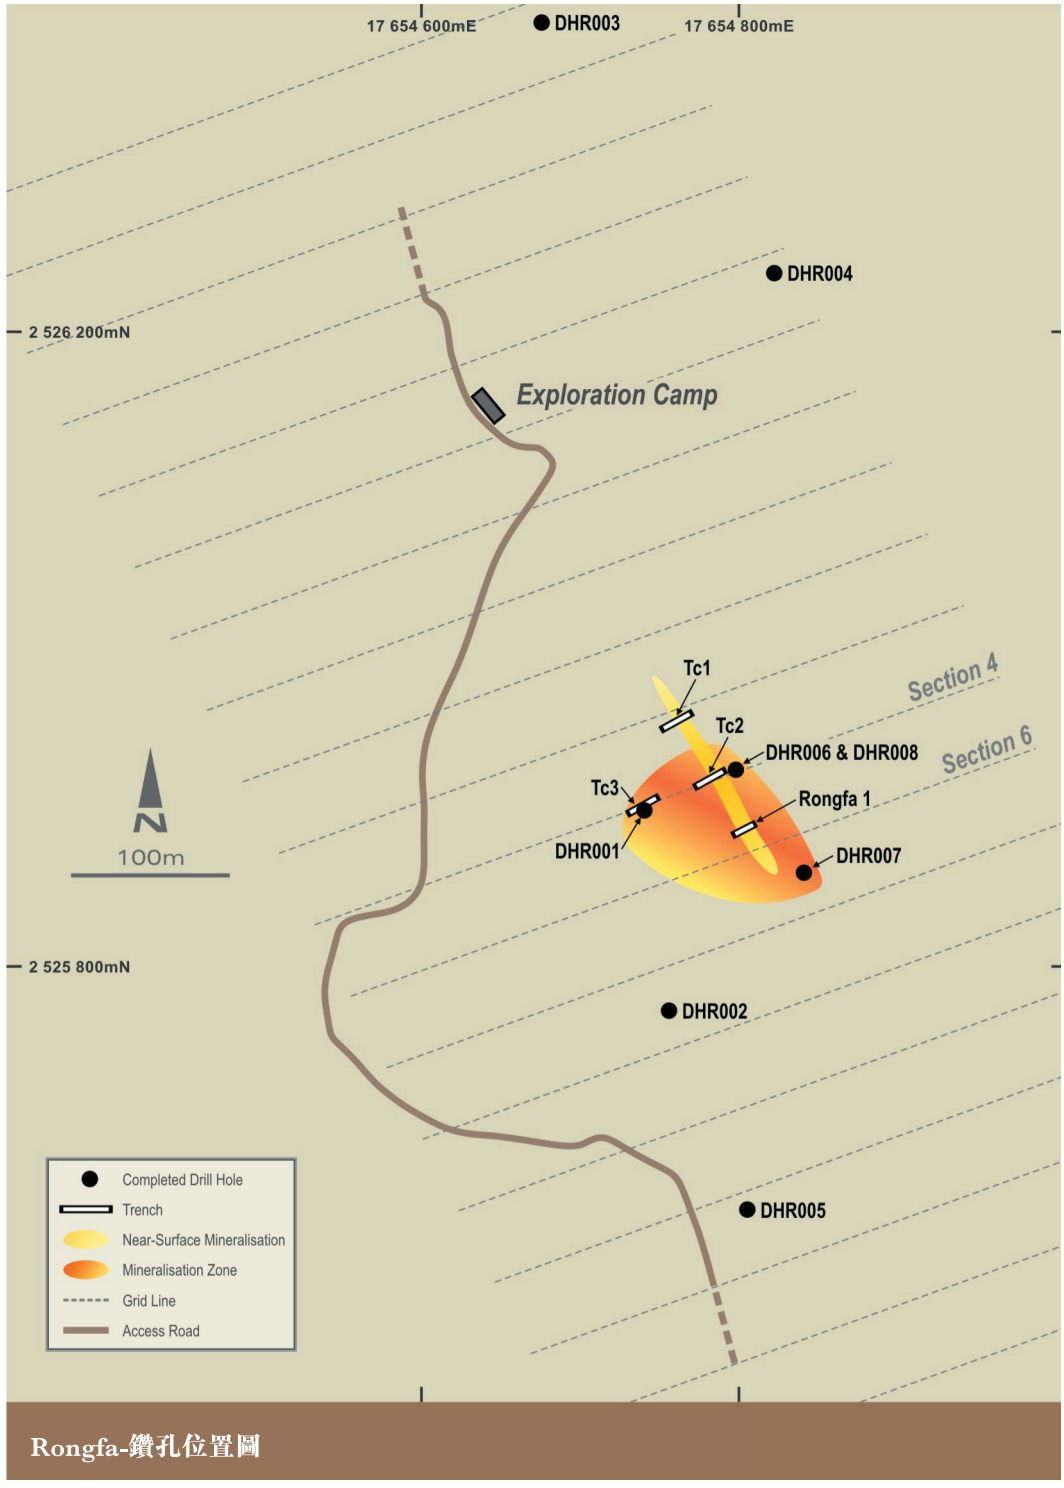 17 654 600mE
DHR003
17 654 800mE
DHR004
2 526 200mN
Exploration Camp
Tc1
Section 4
Tc2
Section 6
DHR006 & DHR008
Tc3
Rongfa 1
DHR001
DHR007
N
100m
2 525 800mN
DHR002
Completed Drill Hole
Trench
DHR005
Near-Surface Mineralisation
Mineralisation Zone
Grid Line
Access Road
Rongfa-鑽孔位置圖